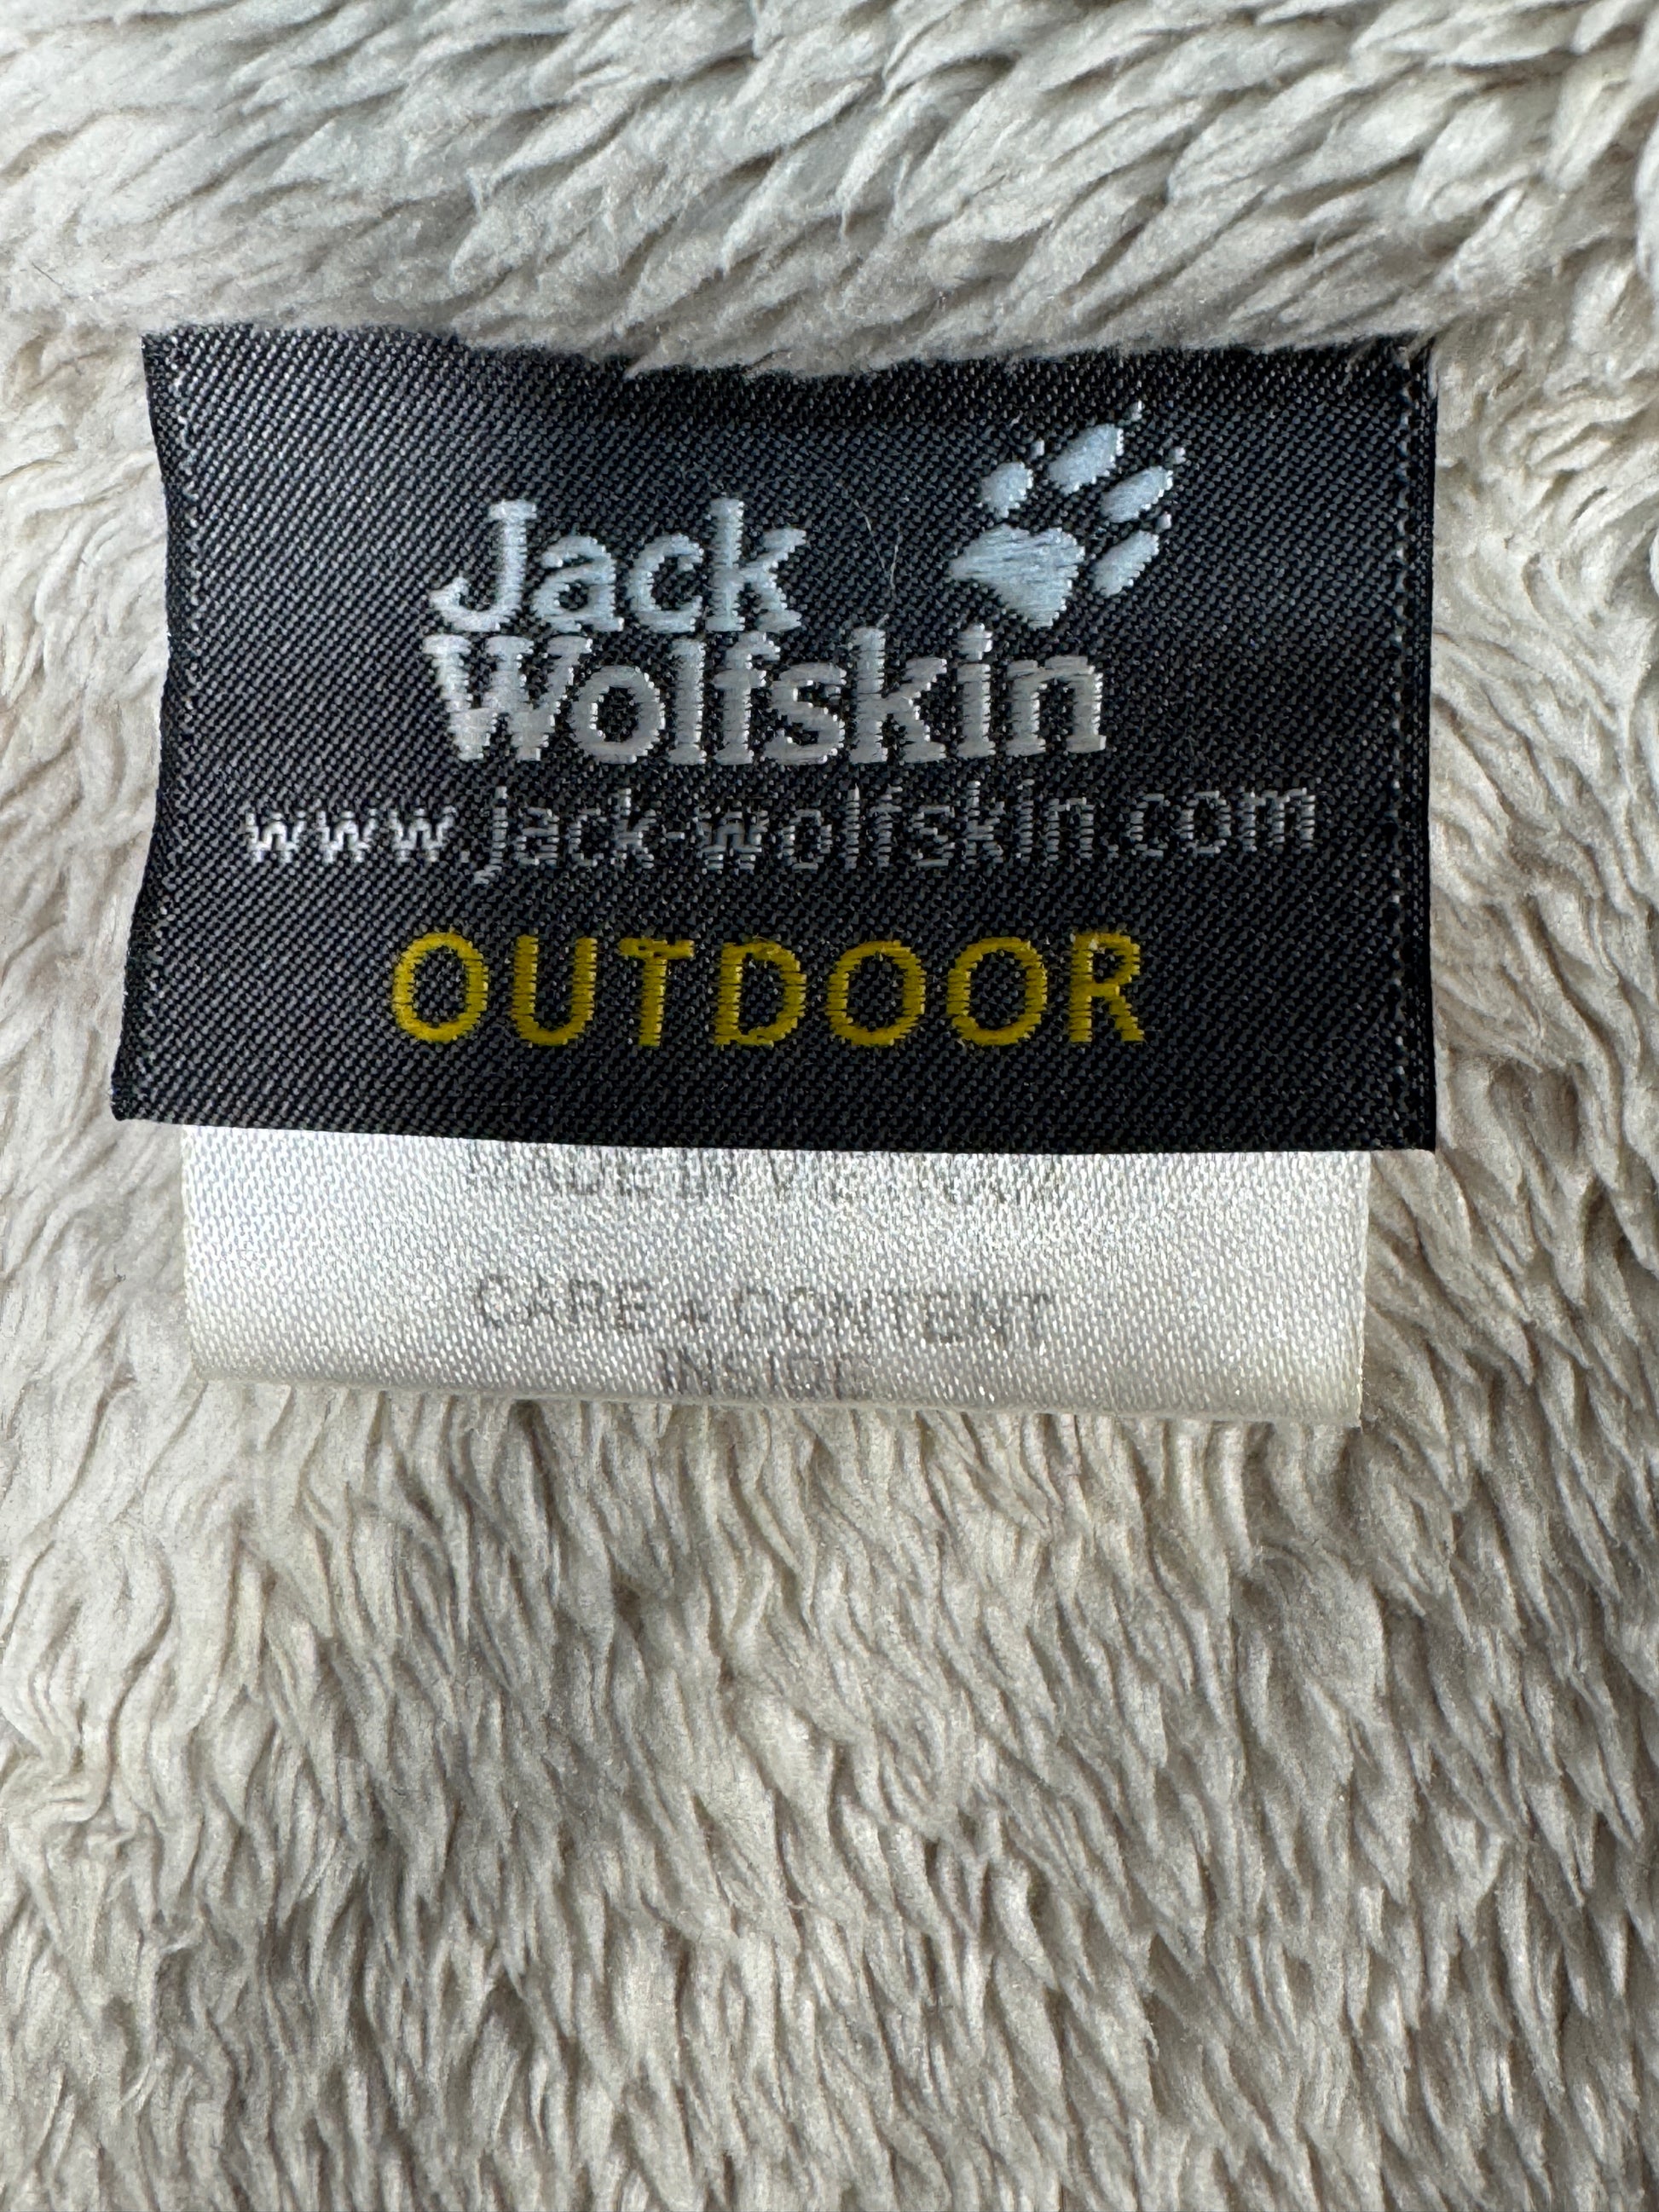 Jack
Wolfskin
www.jack-wolfskin.com
OUTDOOR
MADE IN VIETNAM
CARE + CONTENT
INSIDE